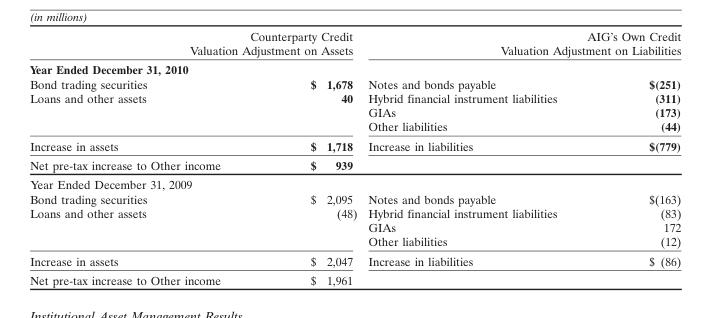 (in millions)
Counterparty Credit AIG's Own Credit
Valuation Adjustment on Assets Valuation Adjustment on Liabilities
Year Ended December 31, 2010
Bond trading securities $ 1,678 Notes and bonds payable $(251)
Loans and other assets 40 Hybrid financial instrument liabilities (311)
GIAs (173)
Other liabilities (44)
Increase in assets $ 1,718 Increase in liabilities $(779)
Net pre-tax increase to Other income $ 939
Year Ended December 31, 2009
Bond trading securities $ 2,095 Notes and bonds payable $(163)
Loans and other assets (48) Hybrid financial instrument liabilities (83)
GIAs 172
Other liabilities (12)
Increase in assets $ 2,047 Increase in liabilities $ (86)
Net pre-tax increase to Other income $ 1,961
Institutional Asset Management Results